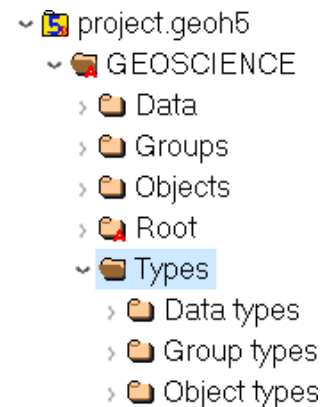 project.geoh5
GEOSCIENCE
Data
Groups
Objects
Root
Types
Data types
Group types
Object types